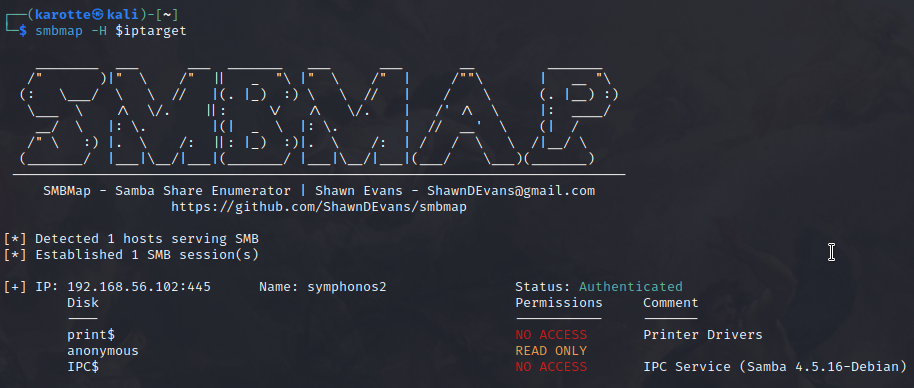 ┌──(karotte㉿kali)-[~]
└─$ smbmap -H $iptarget
SMBMAP
SMBMap - Samba Share Enumerator | Shawn Evans - ShawnDEvans@gmail.com
https://github.com/ShawnDEvans/smbmap
[*] Detected 1 hosts serving SMB
[*] Established 1 SMB session(s)
[+] IP: 192.168.56.102:445 Name: symphonos2 Status: Authenticated
Disk Permissions Comment
---- ----------- -------
print$ NO ACCESS Printer Drivers
anonymous READ ONLY
IPC$ NO ACCESS IPC Service (Samba 4.5.16-Debian)